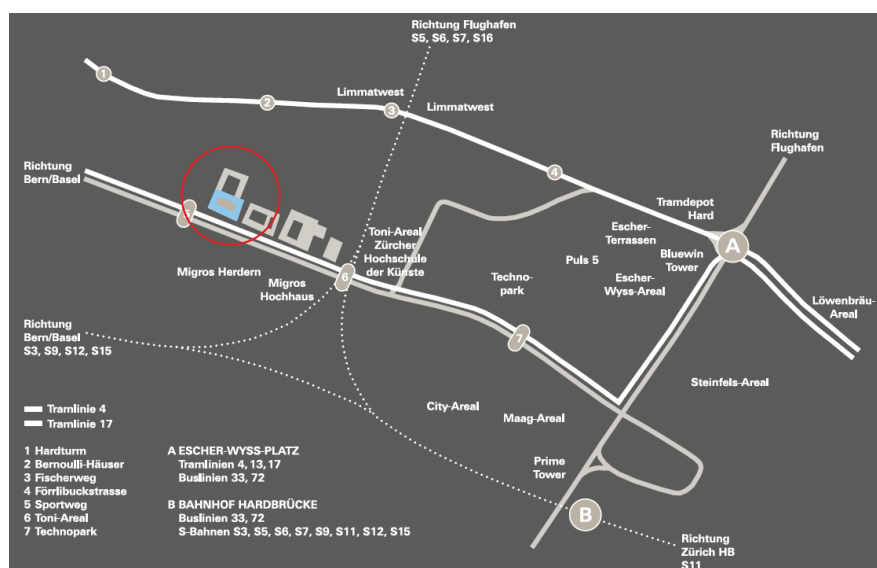 Richtung Flughafen
S5, S6, S7, S16
1
2
Limmatwest
3
Limmatwest
Richtung
Flughafen
4
Richtung
Bern/Basel
Tramdepot
Hard
Toni-Areal
Zürcher
Hochschule
der Künste
Escher-
Terrassen
Bluewin
Tower
A
Puls 5
Techno-
park
Escher-
Wyss-Areal
Migros Herdern
Migros
Hochhaus
6
Löwenbräu-
Areal
Richtung
Bern/Basel
S3, S9, S12, S15
7
Steinfels-Areal
City-Areal
Maag-Areal
Prime
Tower
B
Richtung
Zürich HB
S11
Tramlinie 4
Tramlinie 17
1 Hardturm
2 Bernoulli-Häuser
3 Fischerweg
4 Förrlibuckstrasse
5 Sportweg
6 Toni-Areal
7 Technopark
A ESCHER-WYSS-PLATZ
Tramlinien 4, 13, 17
Buslinien 33, 72
B BAHNHOF HARDBRÜCKE
Buslinien 33, 72
S-Bahnen S3, S5, S6, S7, S9, S11, S12, S15